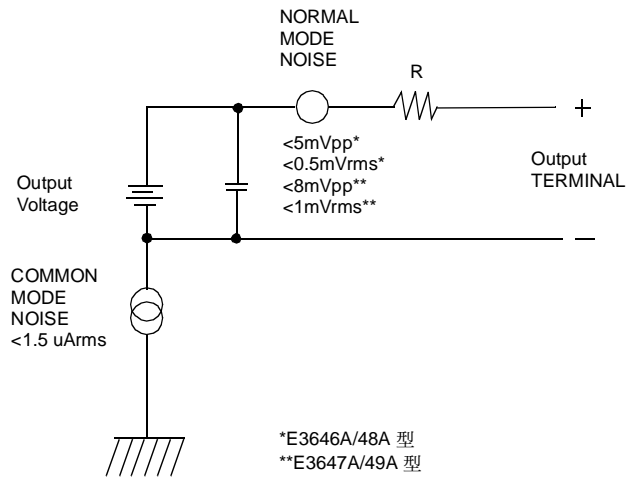 NORMAL
MODE
NOISE
R
+
<5mVpp*
<0.5mVrms*
<8mVpp**
<1mVrms**
Output
TERMINAL
Output
Voltage
–
COMMON
MODE
NOISE
<1.5 uArms
*E3646A/48A 型
**E3647A/49A 型